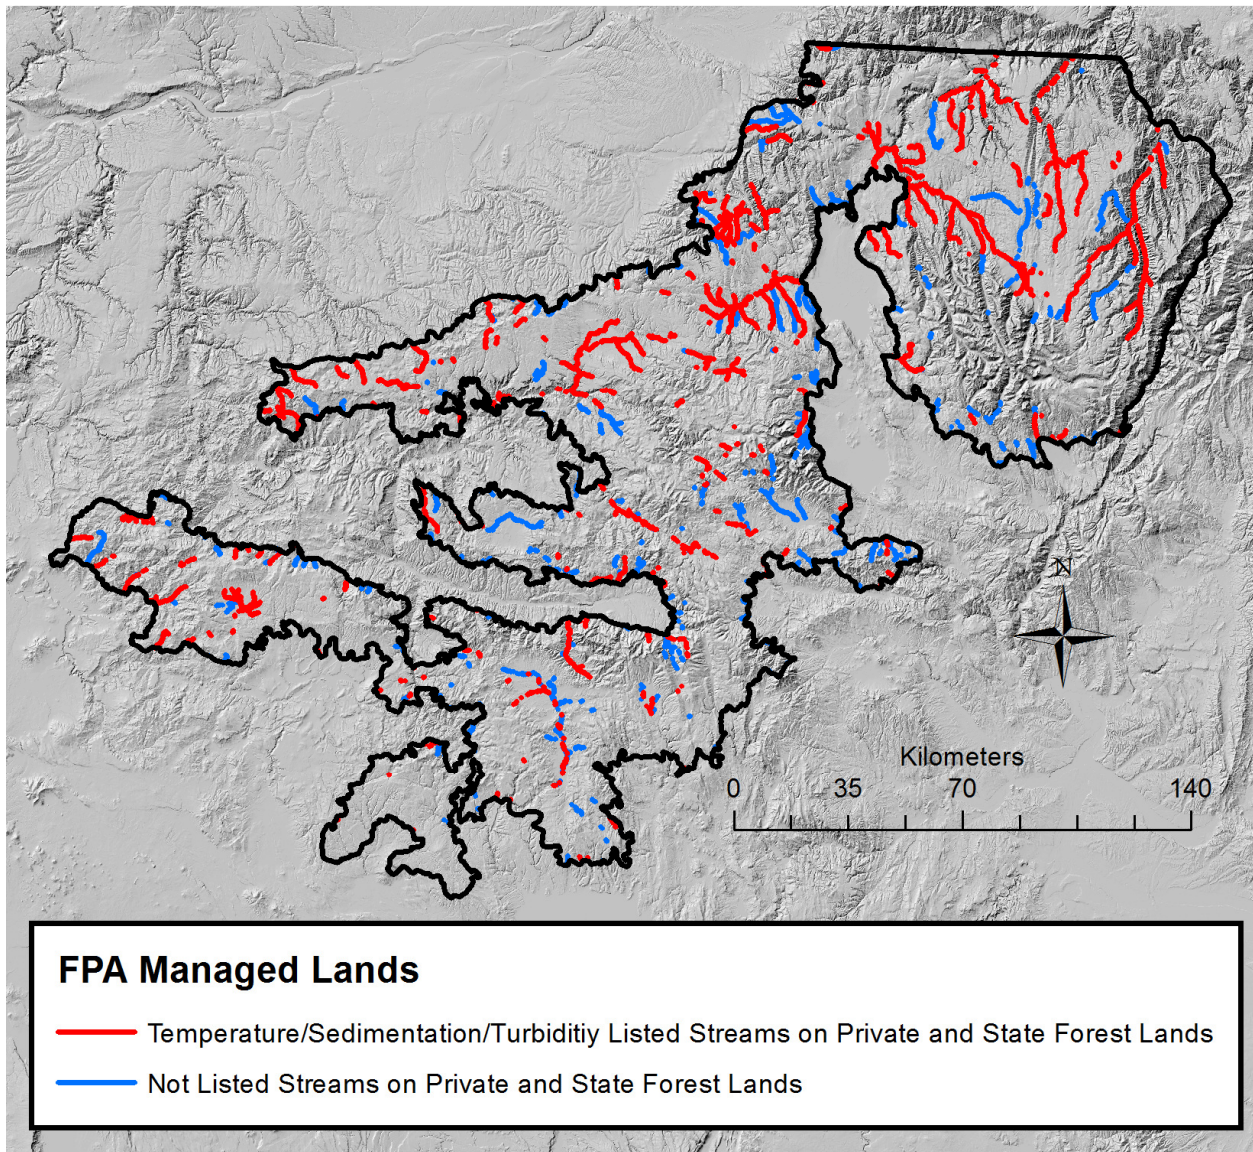 N
Kilometers
0 35 70 140
FPA Managed Lands
Temperature/Sedimentation/Turbiditiy Listed Streams on Private and State Forest Lands
Not Listed Streams on Private and State Forest Lands